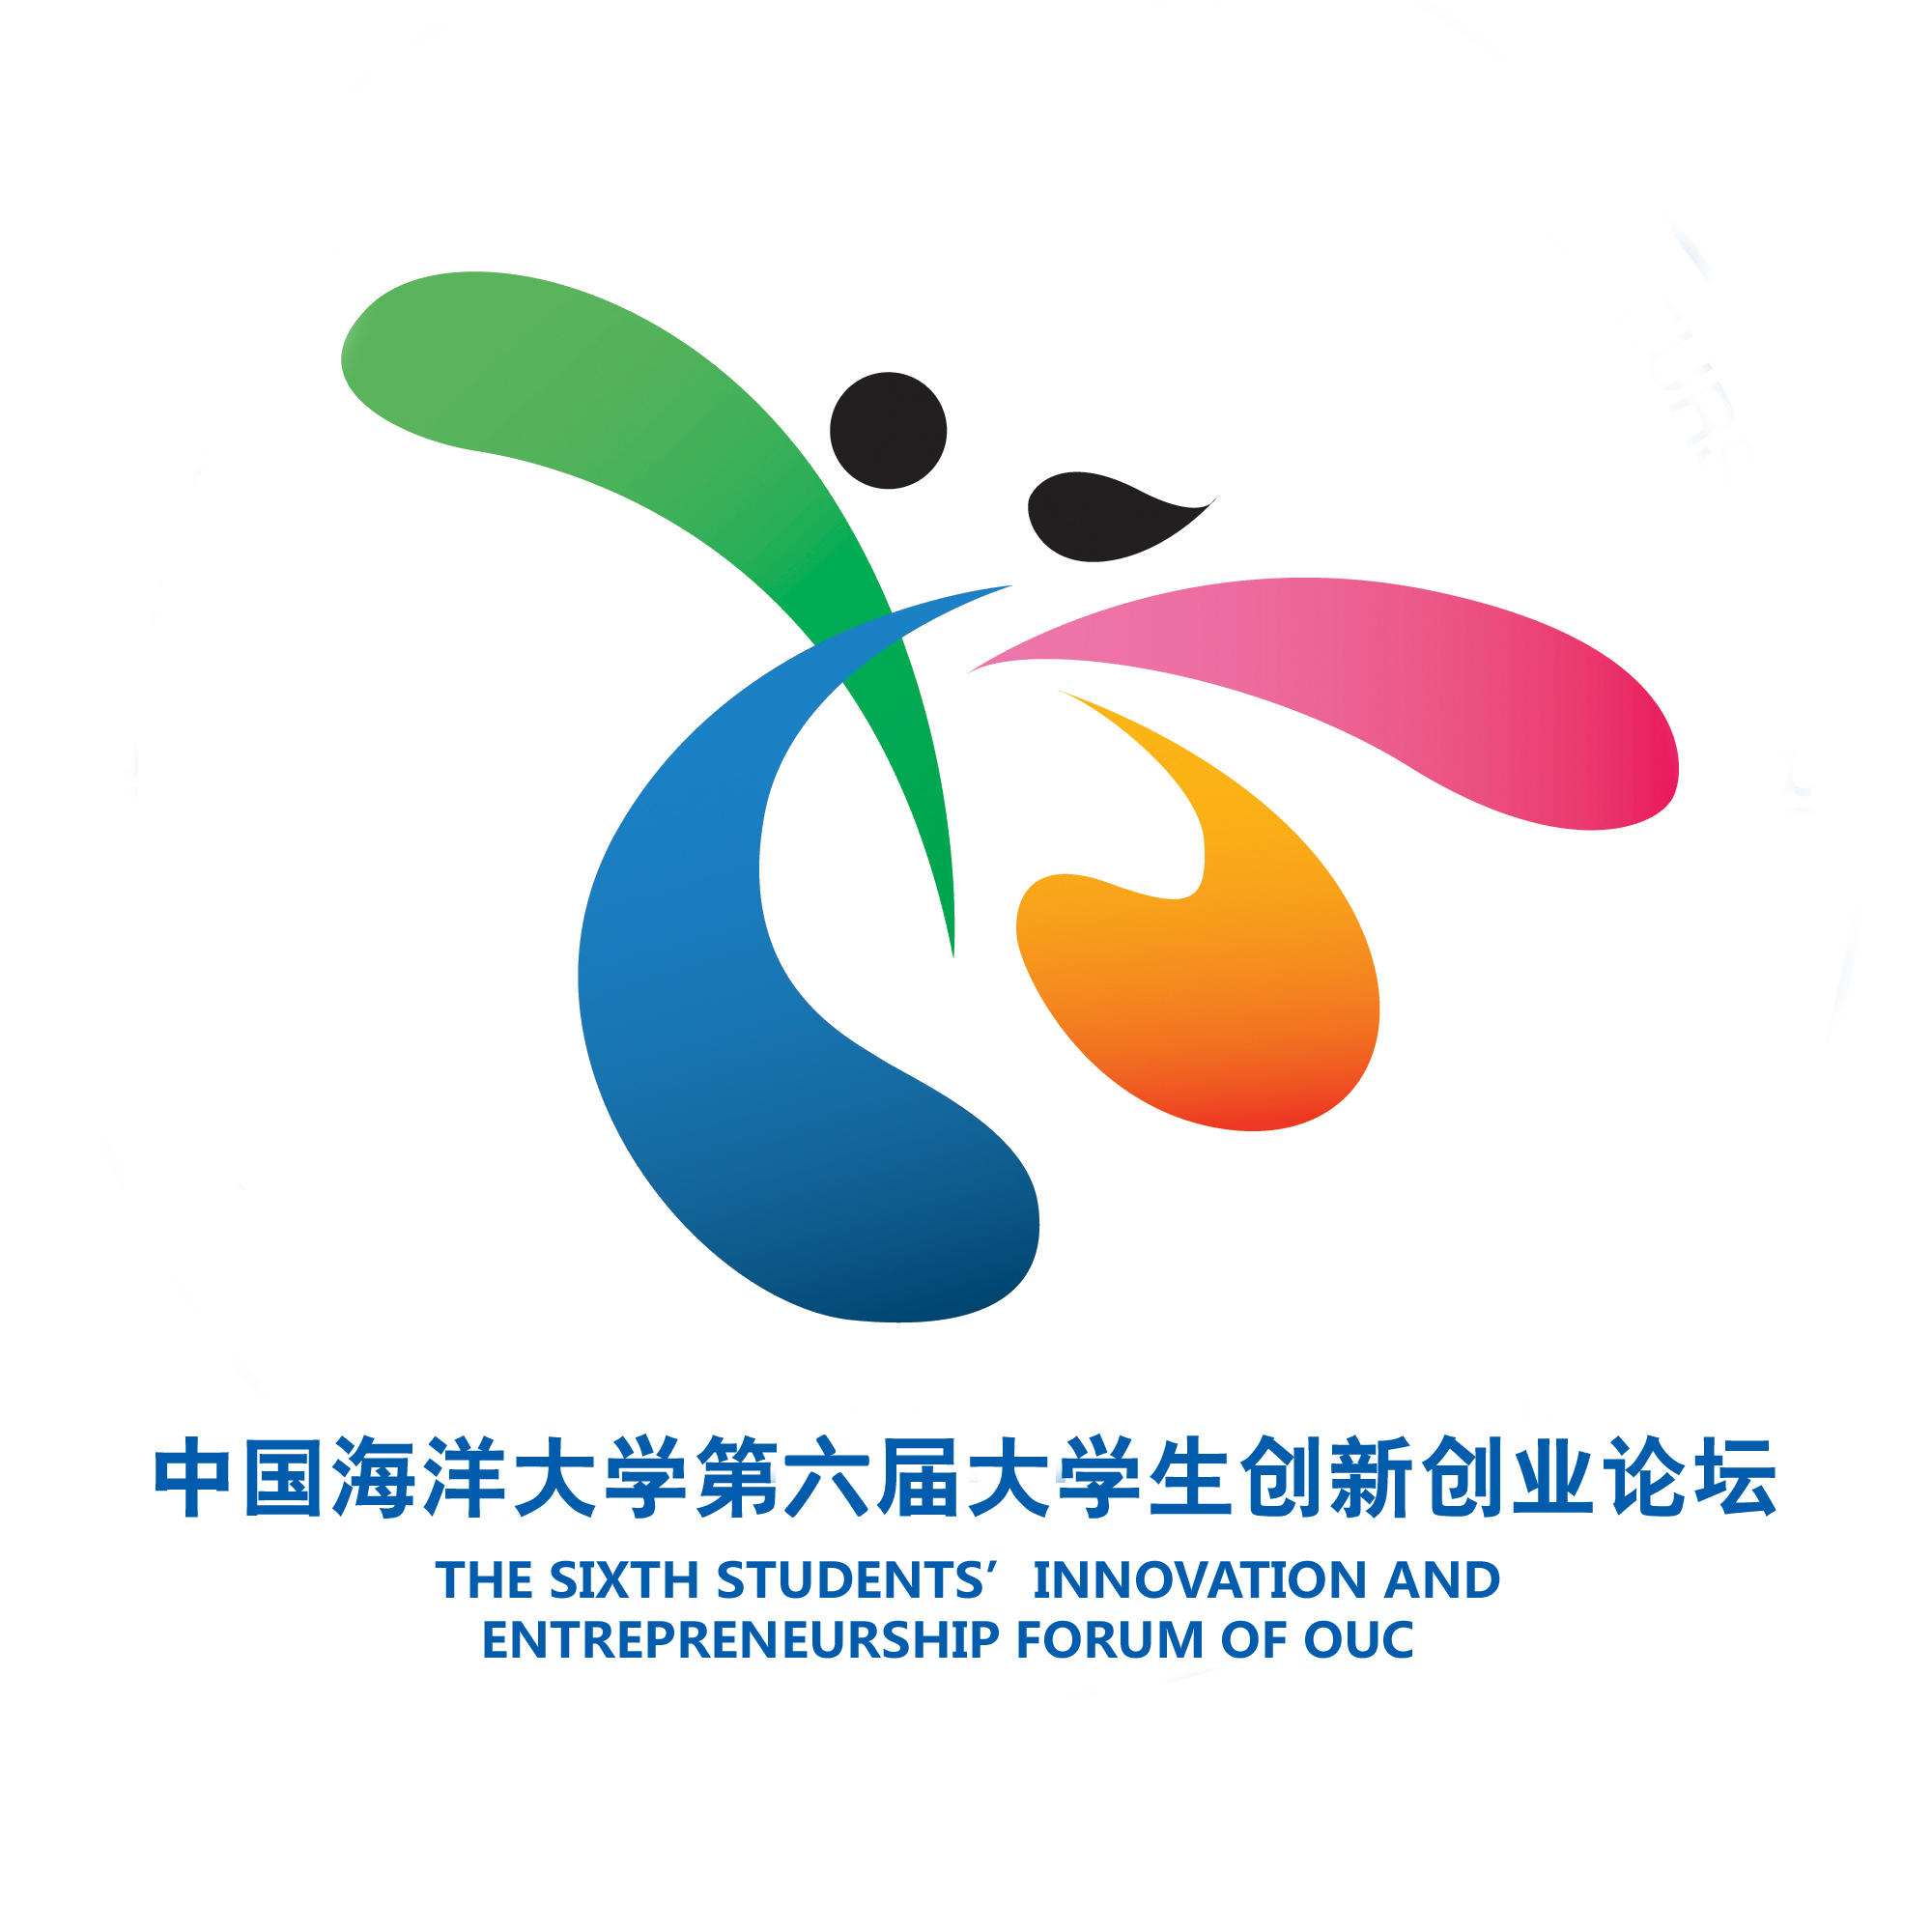 中国海洋大学第六届大学生创新创业论坛
THE SIXTH STUDENTS’ INNOVATION AND
ENTREPRENEURSHIP FORUM OF OUC